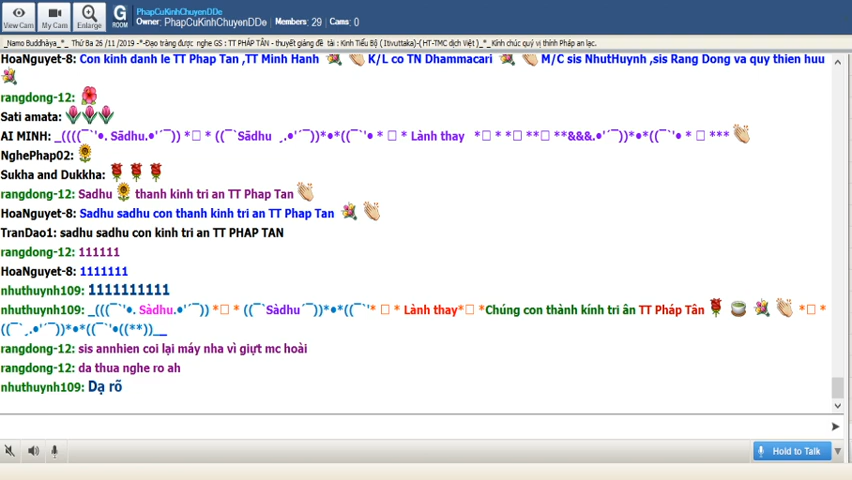 PhapCuKinhChuyenDDe
Owner: PhapCuKinhChuyenDDe Members: 29 Cams: 0
View Cam My Cam Enlarge G ROOM
_Namo Buddhàya_*_ Thứ Ba 26 /11 /2019 -*-Đạo tràng được nghe GS : TT PHÁP TÂN - thuyết giảng đề tài : Kinh Tiểu Bộ ( Itivuttaka)-(HT-TMC dịch Việt )_*_Kính chúc quý vị thính Pháp an lạc.
HoaNguyet-8: Con kinh danh le TT Phap Tan ,TT Minh Hanh K/L co TN Dhammacari M/C sis NhutHuynh ,sis Rang Dong va quy thien huu
rangdong-12:
Sati amata:
AI MINH: _((((¯`'•. Sādhu.•'´¯)) *□ * ((¯`Sādhu ¸.•'´¯))*•*((¯`'• * □ * Lành thay *□ * *□ **□ **&&&.•'´¯))*•*((¯`'• * □ ***
NghePhap02:
Sukha and Dukkha:
rangdong-12: Sadhu thanh kinh tri an TT Phap Tan
HoaNguyet-8: Sadhu sadhu con thanh kinh tri an TT Phap Tan
TranDao1: sadhu sadhu con kinh tri an TT PHAP TAN
rangdong-12: 111111
HoaNguyet-8: 1111111
nhuthuynh109: 1111111111
nhuthuynh109: _(((¯`'•. Sàdhu.•'´¯)) *□ * ((¯`Sàdhu´¯))*•*((¯`'* □ * Lành thay*□ *Chúng con thành kính tri ân TT Pháp Tân *□ *
((¯`¸.•'´¯))*•*((¯`'•((**))__
rangdong-12: sis annhien coi lại máy nha vì giựt mc hoài
rangdong-12: da thua nghe ro ah
nhuthuynh109: Dạ rõ
Hold to Talk